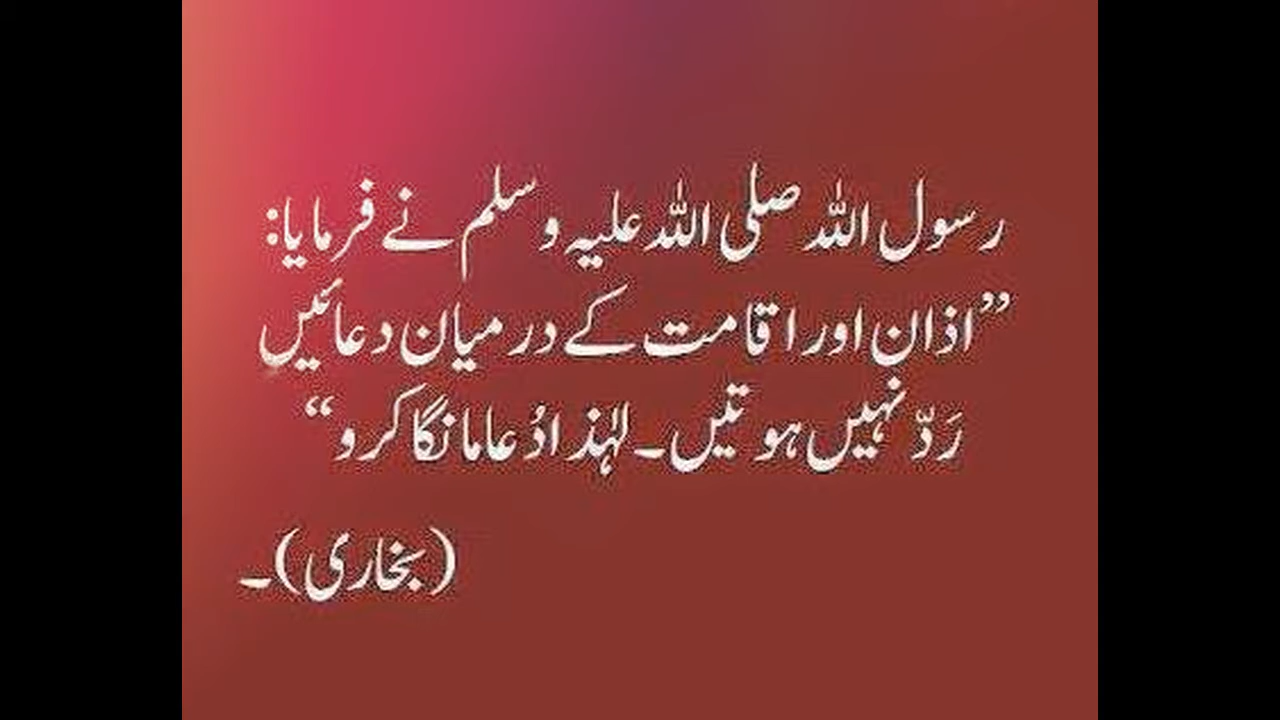 رسول اللہ صلی اللہ علیہ وسلم نے فرمایا:
”اذان اور اقامت کے درمیان دعائیں
رَدّ نہیں ہوتیں۔ لہٰذا دُعا مانگا کرو“
(بخاری)۔